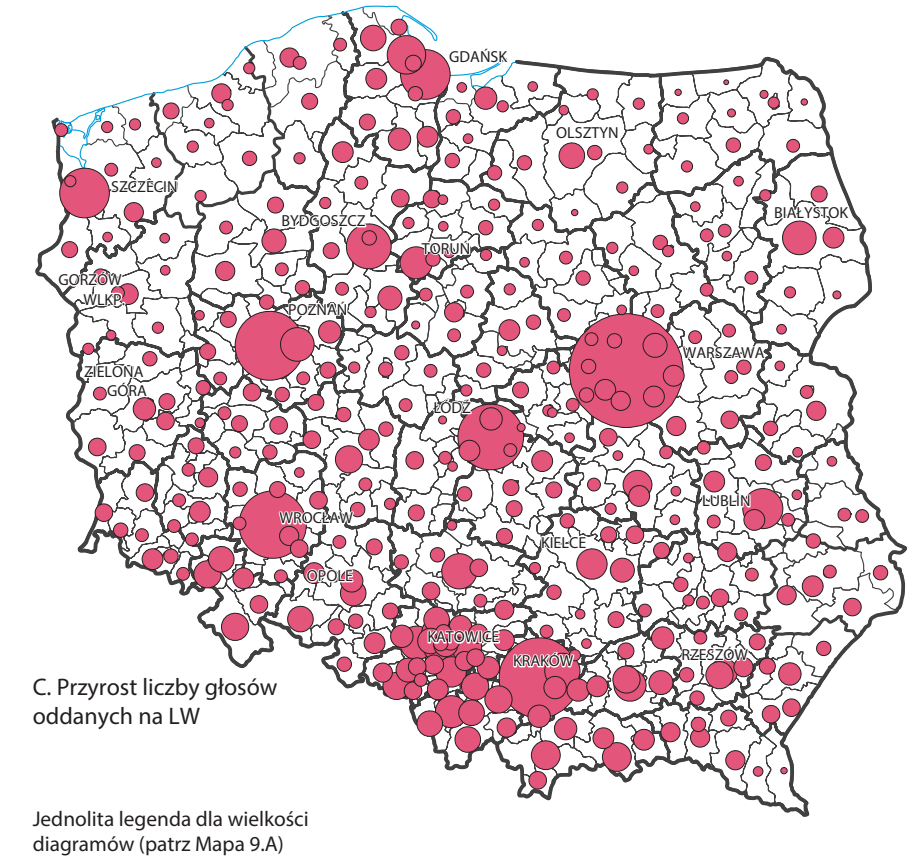 GDAŃSK
OLSZTYN
SZCZECIN
BIAŁYSTOK
BYDGOSZCZ
TORUŃ
GORZÓW
WLKP.
POZNAŃ
WARSZAWA
ZIELONA
GÓRA
ŁÓDŹ
LUBLIN
WROCŁAW
KIELCE
OPOLE
KATOWICE
RZESZÓW
KRAKÓW
C. Przyrost liczby głosów
oddanych na LW
Jednolita legenda dla wielkości
diagramów (patrz Mapa 9.A)